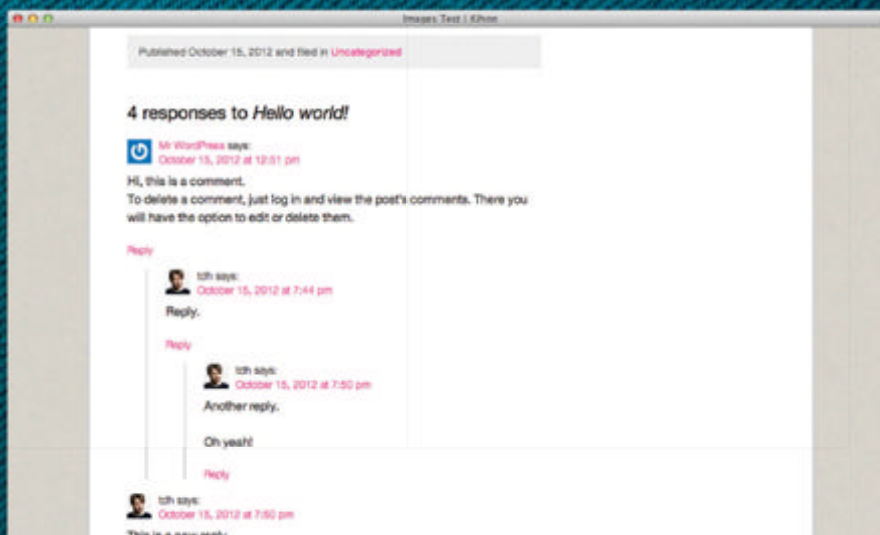 Images Test | Kihon
Published October 15, 2012 and filed in Uncategorized
4 responses to Hello world!
Mr WordPress says:
October 15, 2012 at 12:51 pm
Hi, this is a comment.
To delete a comment, just log in and view the post's comments. There you
will have the option to edit or delete them.
Reply
tdh says:
October 15, 2012 at 7:44 pm
Reply.
Reply
tdh says:
October 15, 2012 at 7:50 pm
Another reply.
Oh yeah!
Reply
tdh says:
October 15, 2012 at 7:50 pm
This is a new reply